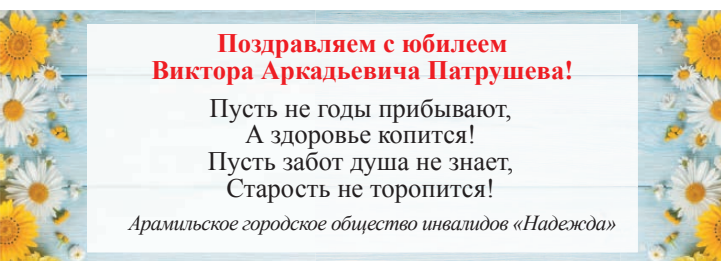 Поздравляем с юбилеем
Виктора Аркадьевича Патрушева!
Пусть не годы прибывают,
А здоровье копится!
Пусть забот душа не знает,
Старость не торопится!
Арамильское городское общество инвалидов «Надежда»